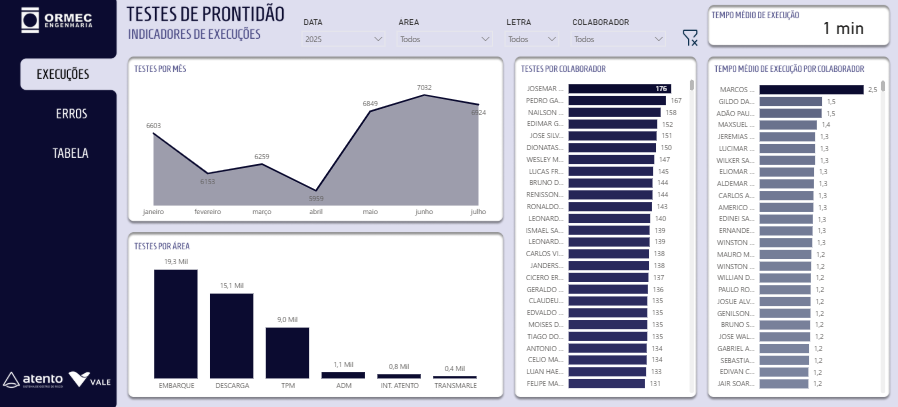 ORMEC
ENGENHARIA
EXECUÇÕES
ERROS
TABELA
atento
VALE
TESTES DE PRONTIDÃO
INDICADORES DE EXECUÇÕES
DATA
2025
AREA
Todos
LETRA
Todos
COLABORADOR
Todos
TEMPO MÉDIO DE EXECUÇÃO
1 min
TESTES POR MÊS
6603
6153
6259
5959
6849
7032
6924
janeiro fevereiro março abril maio junho julho
TESTES POR ÁREA
19,3 Mil
15,1 Mil
9,0 Mil
1,1 Mil
0,8 Mil
0,4 Mil
EMBARQUE DESCARGA TPM ADM INT. ATENTO TRANSMARLE
TESTES POR COLABORADOR
JOSEMAR ... 176
PEDRO GA... 167
NAILSON ... 158
EDIMAR G... 152
JOSE SILV... 151
DIONATAS... 150
WESLEY M... 147
LUCAS FR... 145
BRUNO D... 144
RENISSON... 144
RONALDO... 143
LEONARD... 140
ISMAEL SA... 139
LEONARD... 139
CARLOS VI... 138
JANDERS... 138
CICERO ER... 137
GERALDO ... 136
CLAUDEU... 135
EDVALDO ... 135
MOISES D... 135
TIAGO DO... 135
ANTONIO ... 134
CELIO MA... 134
LUAN HAE... 133
FELIPE MA... 131
TEMPO MÉDIO DE EXECUÇÃO POR COLABORADOR
MARCOS ... 2,5
GILDO DA... 1,5
ADÃO PAU... 1,5
MAXSUEL ... 1,4
JEREMIAS ... 1,3
LUCIMAR ... 1,3
WILKER SA... 1,3
ELIOMAR ... 1,3
ALDEMAR ... 1,3
CARLOS A... 1,3
AMERICO ... 1,3
EDINEI SA... 1,3
ERNANDE... 1,3
WINSTON ... 1,3
MAURO M... 1,2
WINSTON ... 1,2
WILLIAN D... 1,2
PAULO RO... 1,2
JOSUE ALV... 1,2
GENILSON... 1,2
BRUNO S... 1,2
JOSE WAL... 1,2
GABRIEL A... 1,2
SEBASTIA... 1,2
EDIVAN C... 1,2
JAIR SOAR... 1,2